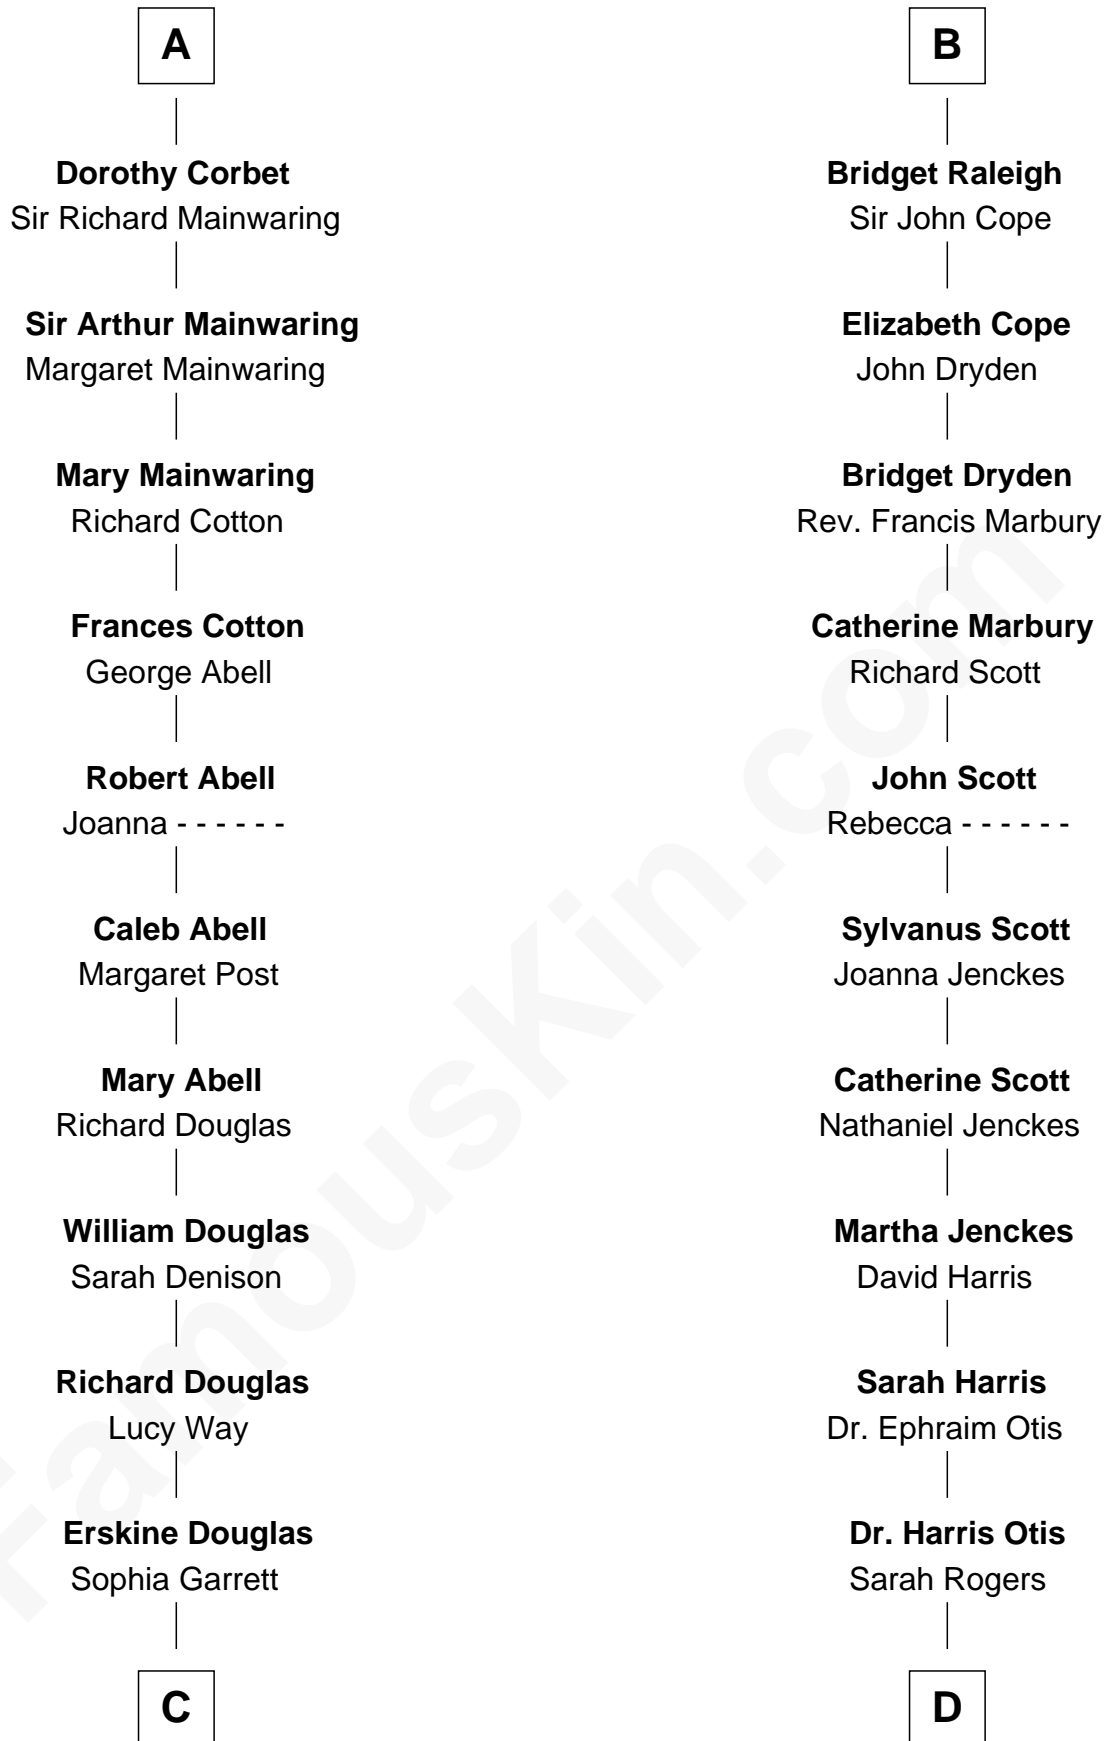 A
Dorothy Corbet
Sir Richard Mainwaring
Sir Arthur Mainwaring
Margaret Mainwaring
Mary Mainwaring
Richard Cotton
Frances Cotton
George Abell
Robert Abell
Joanna - - - - - -
Caleb Abell
Margaret Post
Mary Abell
Richard Douglas
William Douglas
Sarah Denison
Richard Douglas
Lucy Way
Erskine Douglas
Sophia Garrett
C
B
Bridget Raleigh
Sir John Cope
Elizabeth Cope
John Dryden
Bridget Dryden
Rev. Francis Marbury
Catherine Marbury
Richard Scott
John Scott
Rebecca - - - - - -
Sylvanus Scott
Joanna Jenckes
Catherine Scott
Nathaniel Jenckes
Martha Jenckes
David Harris
Sarah Harris
Dr. Ephraim Otis
Dr. Harris Otis
Sarah Rogers
D
FamousKin.com